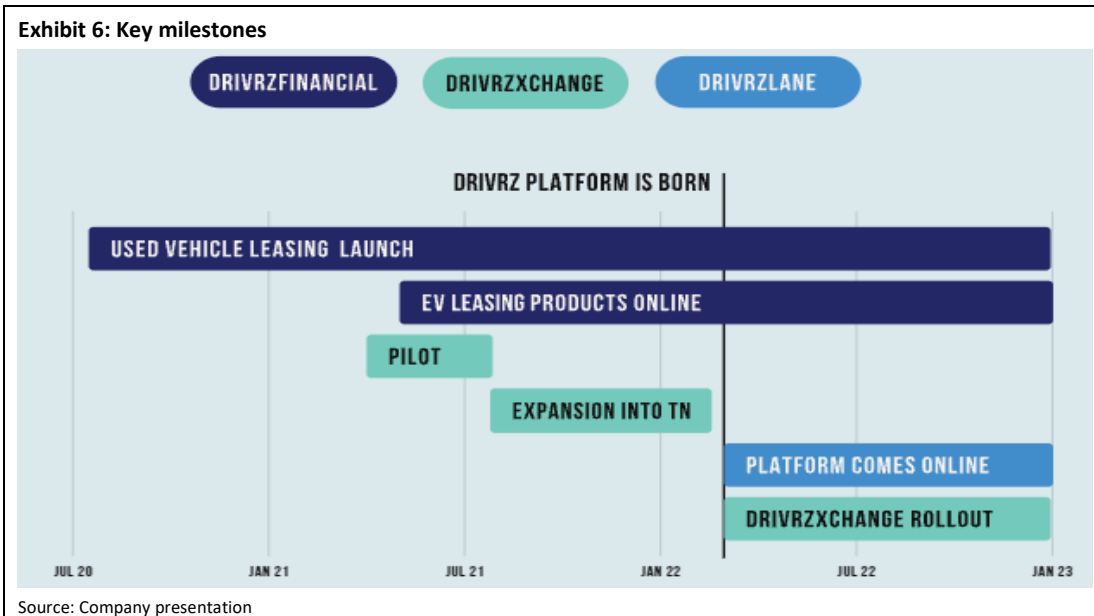 Exhibit 6: Key milestones
DRIVRZFINANCIAL
DRIVRZXCHANGE
DRIVRZLANE
DRIVRZ PLATFORM IS BORN
USED VEHICLE LEASING LAUNCH
EV LEASING PRODUCTS ONLINE
PILOT
EXPANSION INTO TN
PLATFORM COMES ONLINE
DRIVRZXCHANGE ROLLOUT
JUL 20
JAN 21
JUL 21
JAN 22
JUL 22
JAN 23
Source: Company presentation